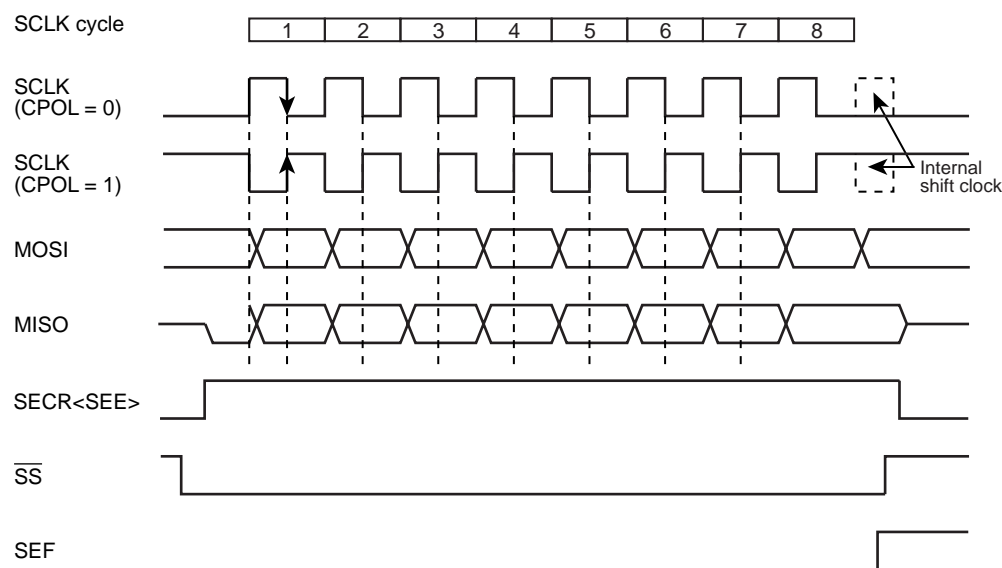 SCLK cycle
1 2 3 4 5 6 7 8
SCLK
(CPOL = 0)
SCLK
(CPOL = 1)
Internal
shift clock
MOSI
MISO
SECR<SEE>
S̅S̅
SEF